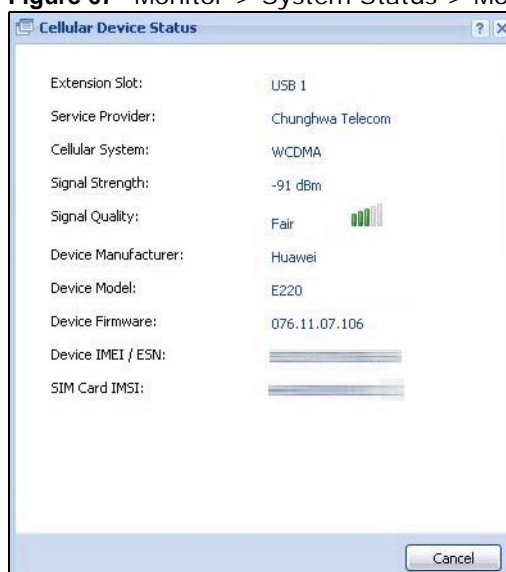 Monitor > System Status > Mo
Cellular Device Status
Extension Slot: USB 1
Service Provider: Chunghwa Telecom
Cellular System: WCDMA
Signal Strength: -91 dBm
Signal Quality: Fair
Device Manufacturer: Huawei
Device Model: E220
Device Firmware: 076.11.07.106
Device IMEI / ESN:
SIM Card IMSI:
Cancel